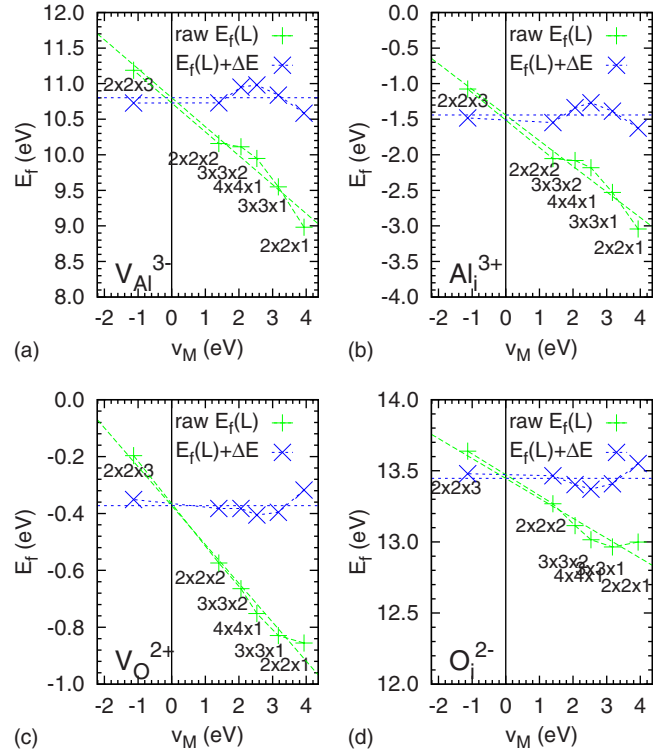 12.0
11.5
11.0
10.5
10.0
9.5
9.0
8.5
8.0
E_f (eV)
raw E_f(L)
E_f(L)+ΔE
2x2x3
2x2x2
3x3x2
4x4x1
3x3x1
2x2x1
V_Al^3-
-2 -1 0 1 2 3 4
(a)
v_M (eV)
-0.0
-0.5
-1.0
-1.5
-2.0
-2.5
-3.0
-3.5
-4.0
E_f (eV)
raw E_f(L)
E_f(L)+ΔE
2x2x3
2x2x2
3x3x2
4x4x1
3x3x1
2x2x1
Al_i^3+
-2 -1 0 1 2 3 4
(b)
v_M (eV)
0.0
-0.2
-0.4
-0.6
-0.8
-1.0
E_f (eV)
raw E_f(L)
E_f(L)+ΔE
2x2x3
2x2x2
3x3x2
4x4x1
3x3x1
2x2x1
V_O^2+
-2 -1 0 1 2 3 4
(c)
v_M (eV)
14.0
13.5
13.0
12.5
12.0
E_f (eV)
raw E_f(L)
E_f(L)+ΔE
2x2x3
2x2x2
3x3x2
4x4x1
3x3x1
2x2x1
O_i^2-
-2 -1 0 1 2 3 4
(d)
v_M (eV)